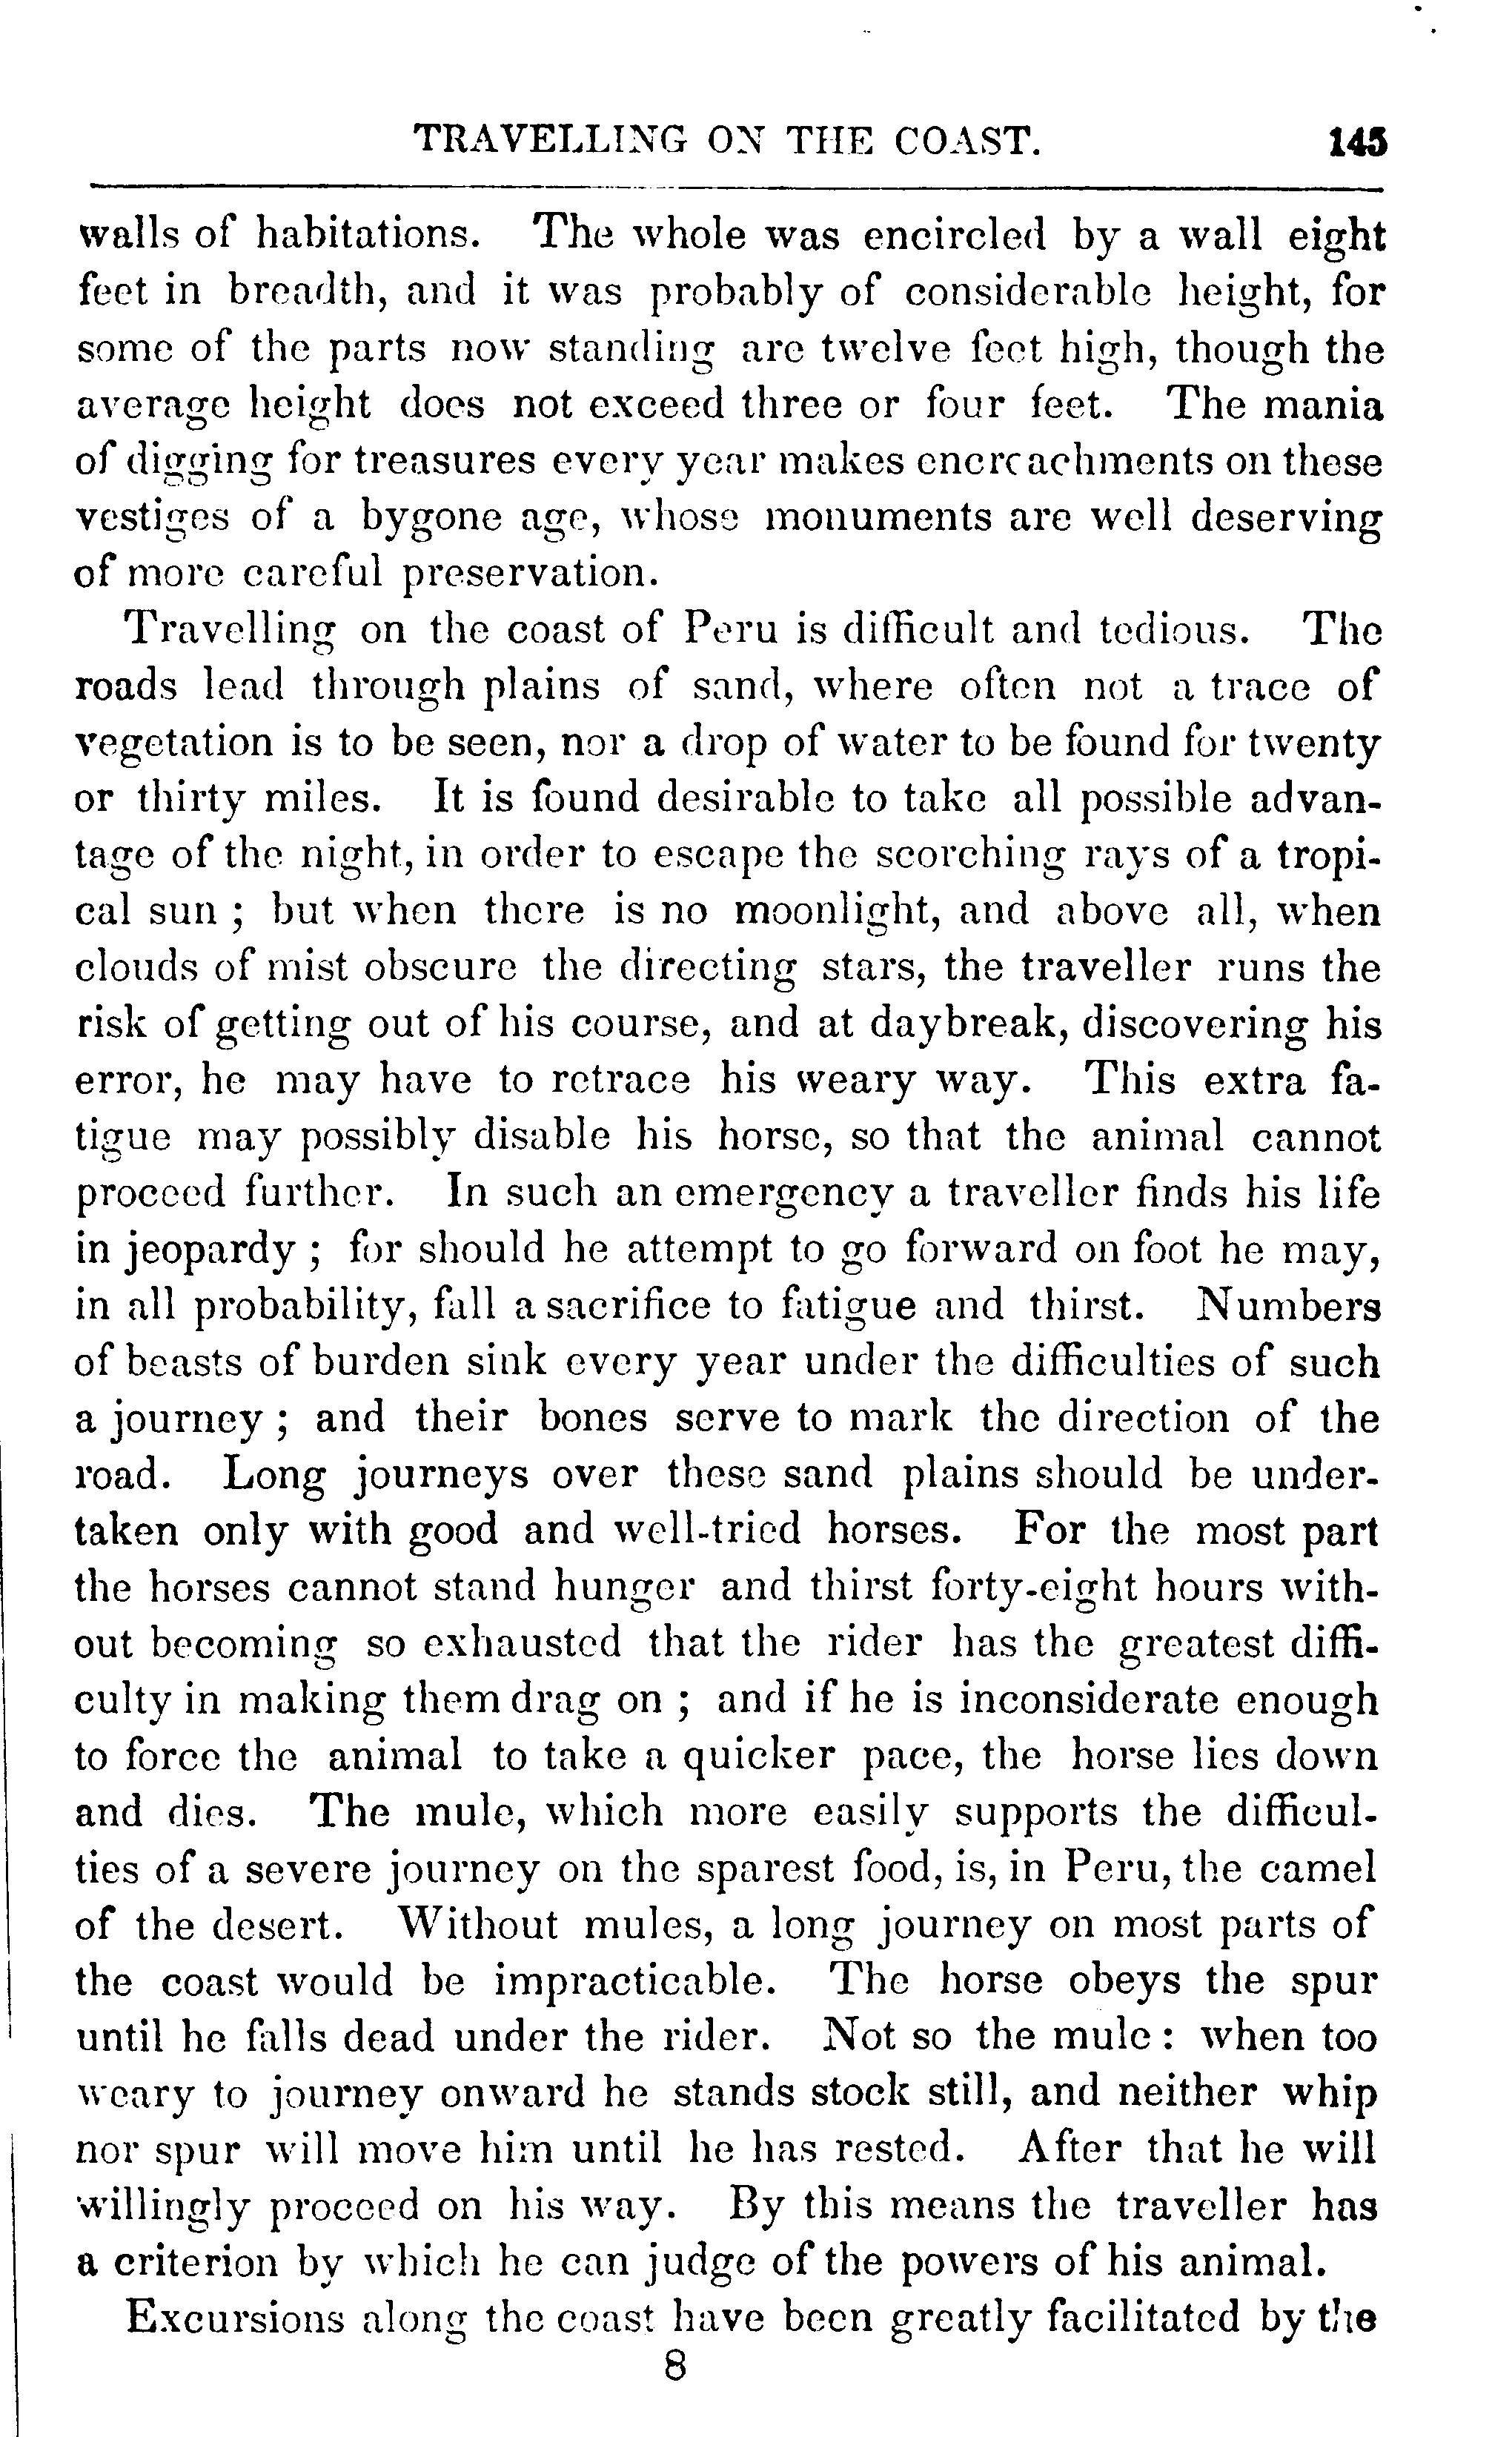 TRAVELLING ON THE COAST. 145
walls of habitations. The whole was encircled by a wall eight
feet in breadth, and it was probably of considerable height, for
some of the parts now standing are twelve feet high, though the
average height does not exceed three or four feet. The mania
of digging for treasures every year makes encroachments on these
vestiges of a bygone age, whose monuments are well deserving
of more careful preservation.
Travelling on the coast of Peru is difficult and tedious. The
roads lead through plains of sand, where often not a trace of
vegetation is to be seen, nor a drop of water to be found for twenty
or thirty miles. It is found desirable to take all possible advan-
tage of the night, in order to escape the scorching rays of a tropi-
cal sun ; but when there is no moonlight, and above all, when
clouds of mist obscure the directing stars, the traveller runs the
risk of getting out of his course, and at daybreak, discovering his
error, he may have to retrace his weary way. This extra fa-
tigue may possibly disable his horse, so that the animal cannot
proceed further. In such an emergency a traveller finds his life
in jeopardy ; for should he attempt to go forward on foot he may,
in all probability, fall a sacrifice to fatigue and thirst. Numbers
of beasts of burden sink every year under the difficulties of such
a journey ; and their bones serve to mark the direction of the
road. Long journeys over these sand plains should be under-
taken only with good and well-tried horses. For the most part
the horses cannot stand hunger and thirst forty-eight hours with-
out becoming so exhausted that the rider has the greatest diffi-
culty in making them drag on ; and if he is inconsiderate enough
to force the animal to take a quicker pace, the horse lies down
and dies. The mule, which more easily supports the difficul-
ties of a severe journey on the sparest food, is, in Peru, the camel
of the desert. Without mules, a long journey on most parts of
the coast would be impracticable. The horse obeys the spur
until he falls dead under the rider. Not so the mule : when too
weary to journey onward he stands stock still, and neither whip
nor spur will move him until he has rested. After that he will
willingly proceed on his way. By this means the traveller has
a criterion by which he can judge of the powers of his animal.
Excursions along the coast have been greatly facilitated by the
8